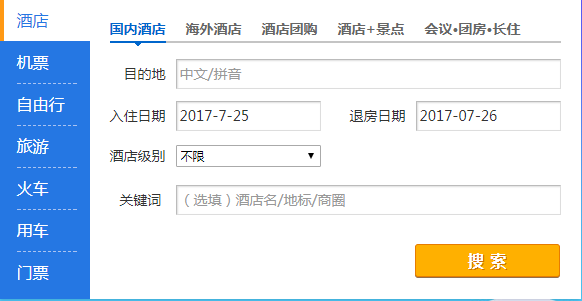 酒店
机票
自由行
旅游
火车
用车
门票
国内酒店 海外酒店 酒店团购 酒店+景点 会议•团房•长住
目的地 中文/拼音
入住日期 2017-7-25 退房日期 2017-07-26
酒店级别 不限
关键词 （选填）酒店名/地标/商圈
搜 索